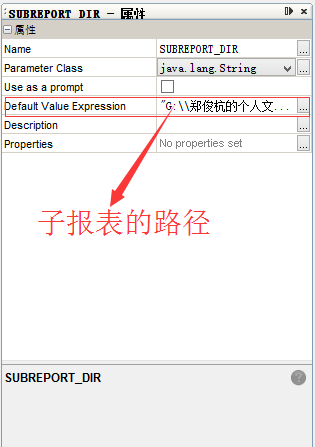 SUBREPORT_DIR - 属性
属性
Name SUBREPORT_DIR ...
Parameter Class java.lang.String ...
Use as a prompt
Default Value Expression "G:\\郑俊杭的个人文... ...
Description ...
Properties No properties set ...
子报表的路径
SUBREPORT_DIR ?